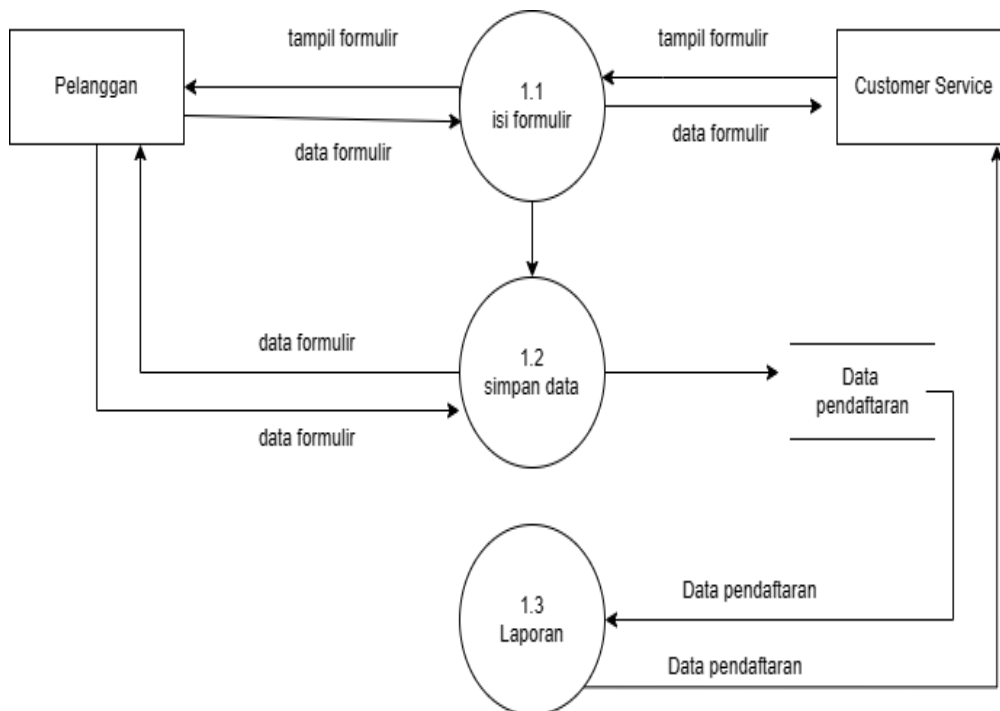 tampil formulir
tampil formulir
Pelanggan
1.1
isi formulir
Customer Service
data formulir
data formulir
data formulir
1.2
simpan data
Data
pendaftaran
data formulir
1.3
Laporan
Data pendaftaran
Data pendaftaran